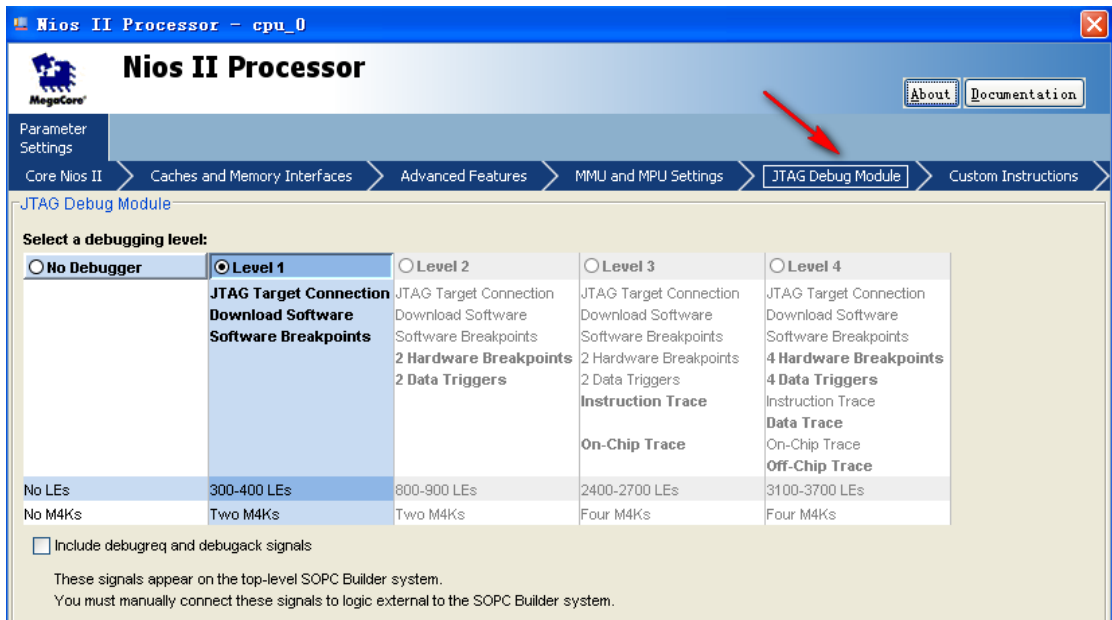 Nios II Processor - cpu_0
Nios II Processor
MegaCore®
About Documentation
Parameter
Settings
Core Nios II Caches and Memory Interfaces Advanced Features MMU and MPU Settings JTAG Debug Module Custom Instructions
JTAG Debug Module
Select a debugging level:
No Debugger Level 1 Level 2 Level 3 Level 4
JTAG Target Connection JTAG Target Connection JTAG Target Connection JTAG Target Connection
Download Software Download Software Download Software Download Software
Software Breakpoints Software Breakpoints Software Breakpoints Software Breakpoints
2 Hardware Breakpoints 2 Hardware Breakpoints 4 Hardware Breakpoints
2 Data Triggers 2 Data Triggers 4 Data Triggers
Instruction Trace Instruction Trace
Data Trace
On-Chip Trace On-Chip Trace
Off-Chip Trace
No LEs 300-400 LEs 800-900 LEs 2400-2700 LEs 3100-3700 LEs
No M4Ks Two M4Ks Two M4Ks Four M4Ks Four M4Ks
Include debugreq and debugack signals
These signals appear on the top-level SOPC Builder system.
You must manually connect these signals to logic external to the SOPC Builder system.